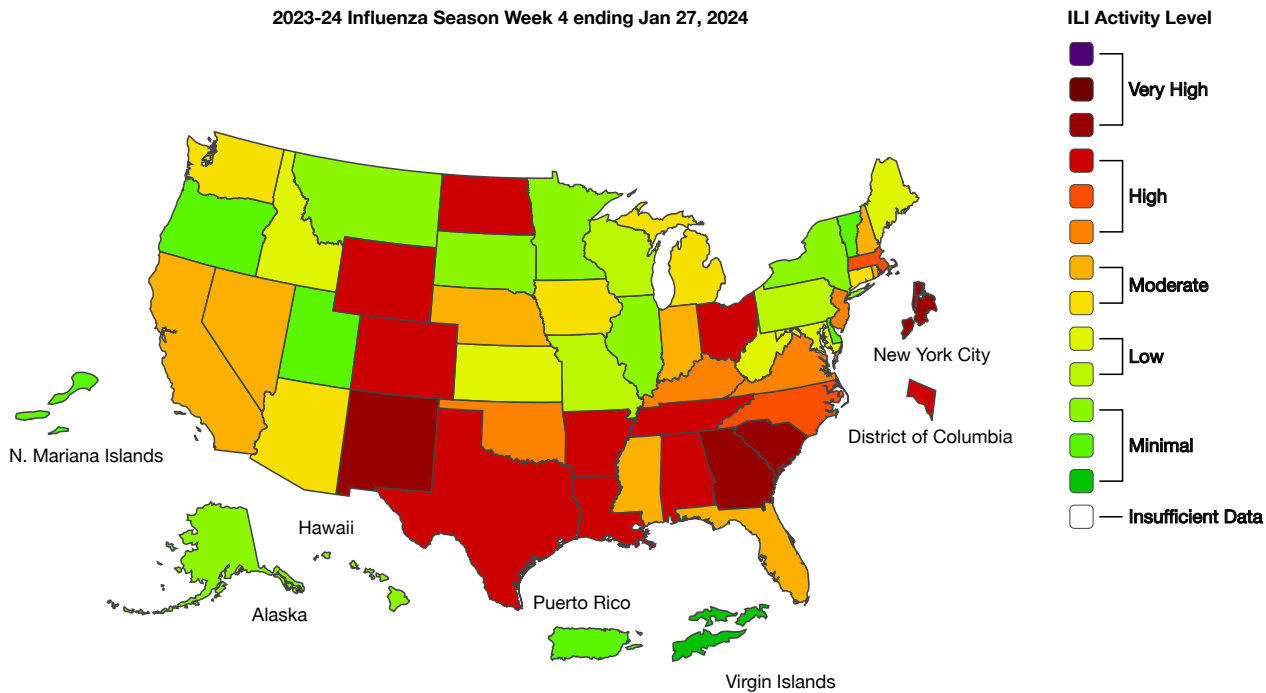 2023-24 Influenza Season Week 4 ending Jan 27, 2024
ILI Activity Level
Very High
High
Moderate
Low
Minimal
Insufficient Data
New York City
District of Columbia
N. Mariana Islands
Hawaii
Alaska
Puerto Rico
Virgin Islands